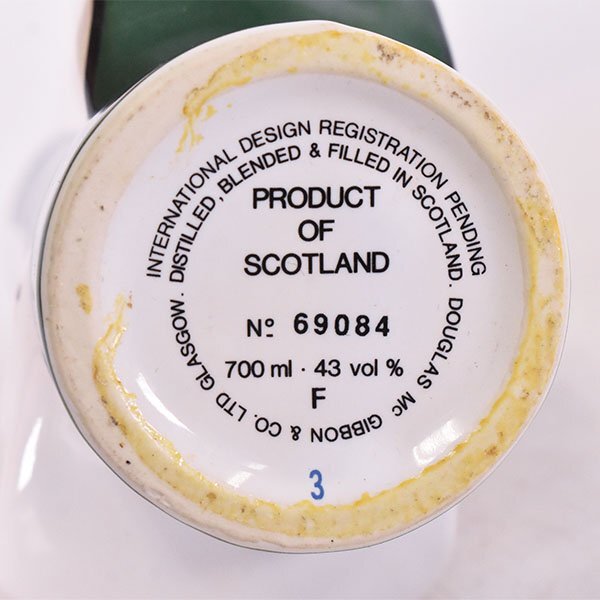 INTERNATIONAL DESIGN REGISTRATION PENDING
DISTILLED, BLENDED & FILLED IN SCOTLAND. DOUGLAS Mc GIBBON & CO. LTD GLASGOW.
PRODUCT
OF
SCOTLAND
Nº 69084
700 ml · 43 vol %
F
3